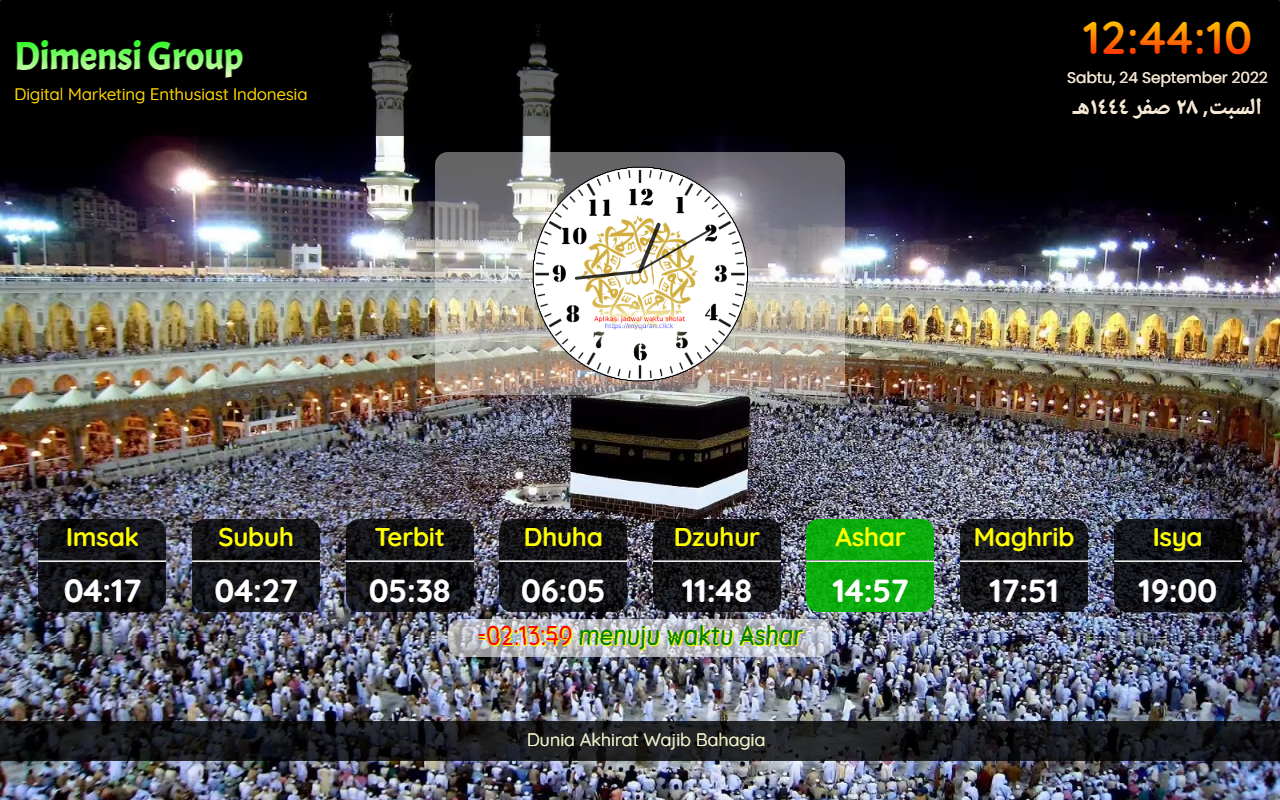 Dimensi Group
Digital Marketing Enthusiast Indonesia
12:44:10
Sabtu, 24 September 2022
السبت, ٢٨ صفر ١٤٤٤هـ
12
1
2
3
4
5
6
7
8
9
10
11
Aplikasi jadwal waktu sholat
https://myquran.click
Imsak
04:17
Subuh
04:27
Terbit
05:38
Dhuha
06:05
Dzuhur
11:48
Ashar
14:57
Maghrib
17:51
Isya
19:00
-02:13:59 menuju waktu Ashar
Dunia Akhirat Wajib Bahagia